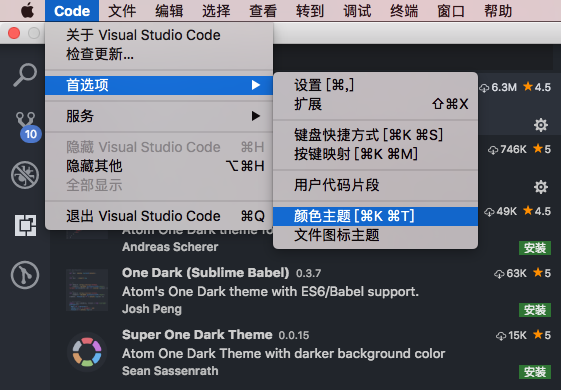 Code 文件 编辑 选择 查看 转到 调试 终端 窗口 帮助
关于 Visual Studio Code
检查更新...
首选项
服务
隐藏 Visual Studio Code ⌘H
隐藏其他 ⌥⌘H
全部显示
退出 Visual Studio Code ⌘Q
设置 [⌘,]
扩展 ⇧⌘X
键盘快捷方式 [⌘K ⌘S]
按键映射 [⌘K ⌘M]
用户代码片段
颜色主题 [⌘K ⌘T]
文件图标主题
10
6.3M ★4.5
746K ★5
49K ★4.5
Andreas Scherer 安装
One Dark (Sublime Babel) 0.3.7 63K ★5
Atom's One Dark theme with ES6/Babel support.
Josh Peng 安装
Super One Dark Theme 0.0.15 15K ★5
Atom One Dark Theme with darker background color
Sean Sassenrath 安装